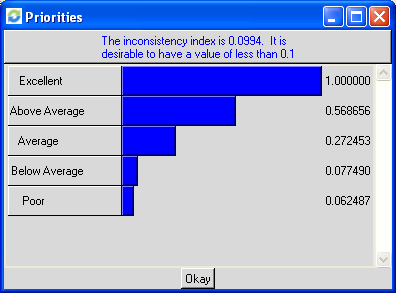 Priorities
The inconsistency index is 0.0994. It is
desirable to have a value of less than 0.1
Excellent 1.000000
Above Average 0.568656
Average 0.272453
Below Average 0.077490
Poor 0.062487
Okay